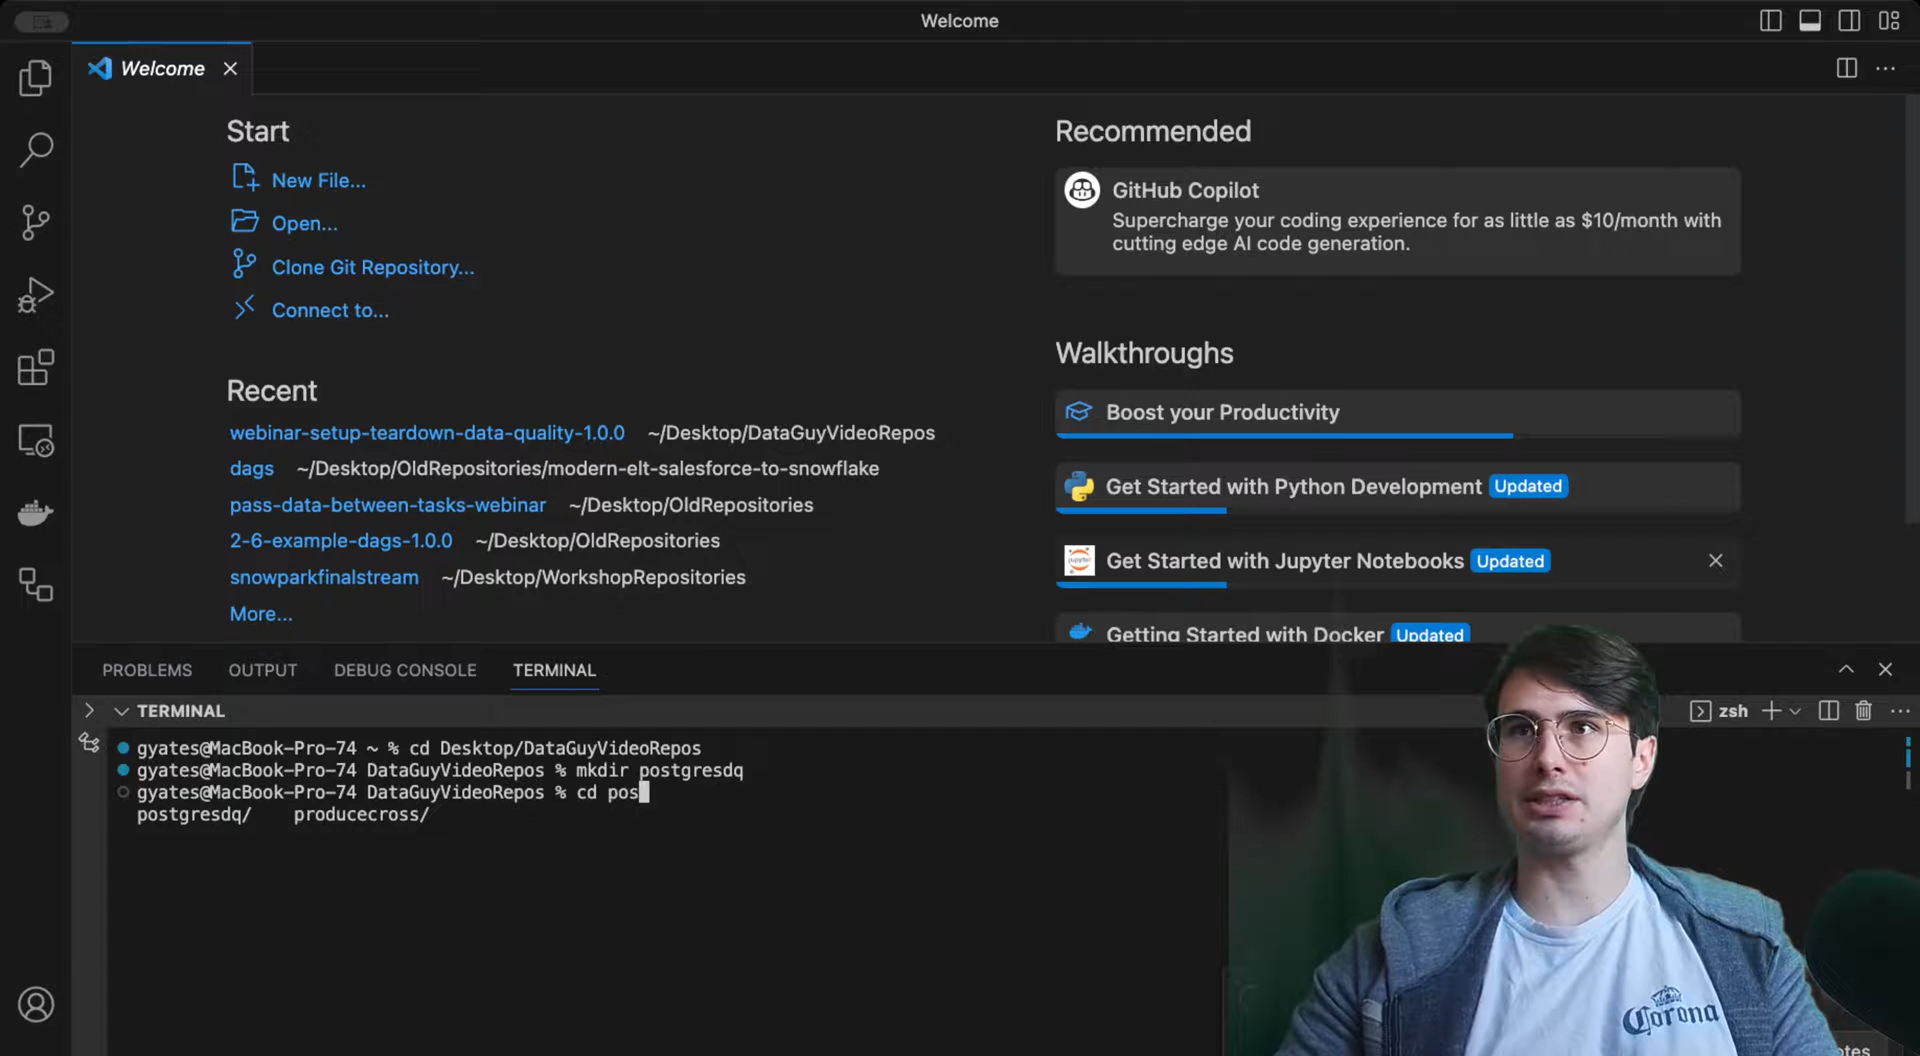 Welcome
Welcome
Start
New File...
Open...
Clone Git Repository...
Connect to...
Recent
webinar-setup-teardown-data-quality-1.0.0 ~/Desktop/DataGuyVideoRepos
dags ~/Desktop/OldRepositories/modern-elt-salesforce-to-snowflake
pass-data-between-tasks-webinar ~/Desktop/OldRepositories
2-6-example-dags-1.0.0 ~/Desktop/OldRepositories
snowparkfinalstream ~/Desktop/WorkshopRepositories
More...
Recommended
GitHub Copilot
Supercharge your coding experience for as little as $10/month with
cutting edge AI code generation.
Walkthroughs
Boost your Productivity
Get Started with Python Development Updated
jupyter
Get Started with Jupyter Notebooks Updated
Getting Started with Docker Updated
PROBLEMS OUTPUT DEBUG CONSOLE TERMINAL
TERMINAL
zsh
gyates@MacBook-Pro-74 ~ % cd Desktop/DataGuyVideoRepos
gyates@MacBook-Pro-74 DataGuyVideoRepos % mkdir postgresdq
gyates@MacBook-Pro-74 DataGuyVideoRepos % cd pos
postgresdq/ producecross/
Corona